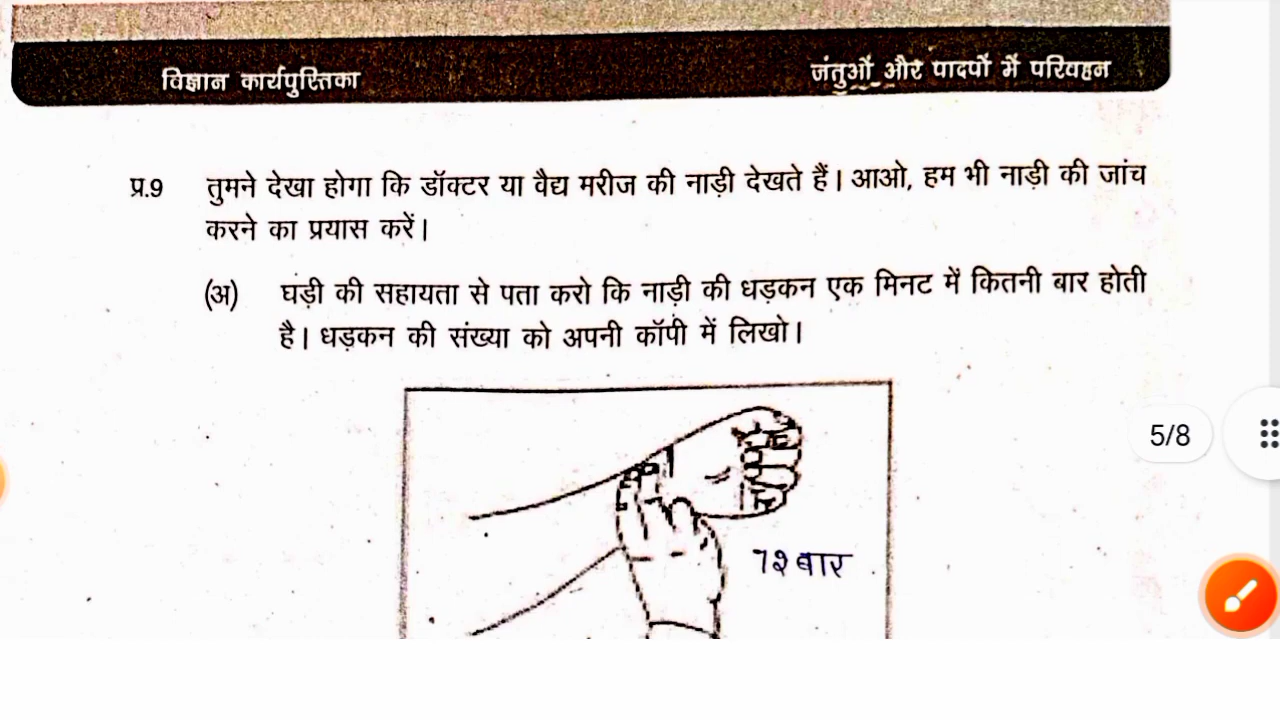 विज्ञान कार्यपुस्तिका
जंतुओं और पादपों में परिवहन
प्र.9 तुमने देखा होगा कि डॉक्टर या वैद्य मरीज की नाड़ी देखते हैं। आओ, हम भी नाड़ी की जांच
करने का प्रयास करें।
(अ) घड़ी की सहायता से पता करो कि नाड़ी की धड़कन एक मिनट में कितनी बार होती
है। धड़कन की संख्या को अपनी कॉपी में लिखो।
5/8
72 बार